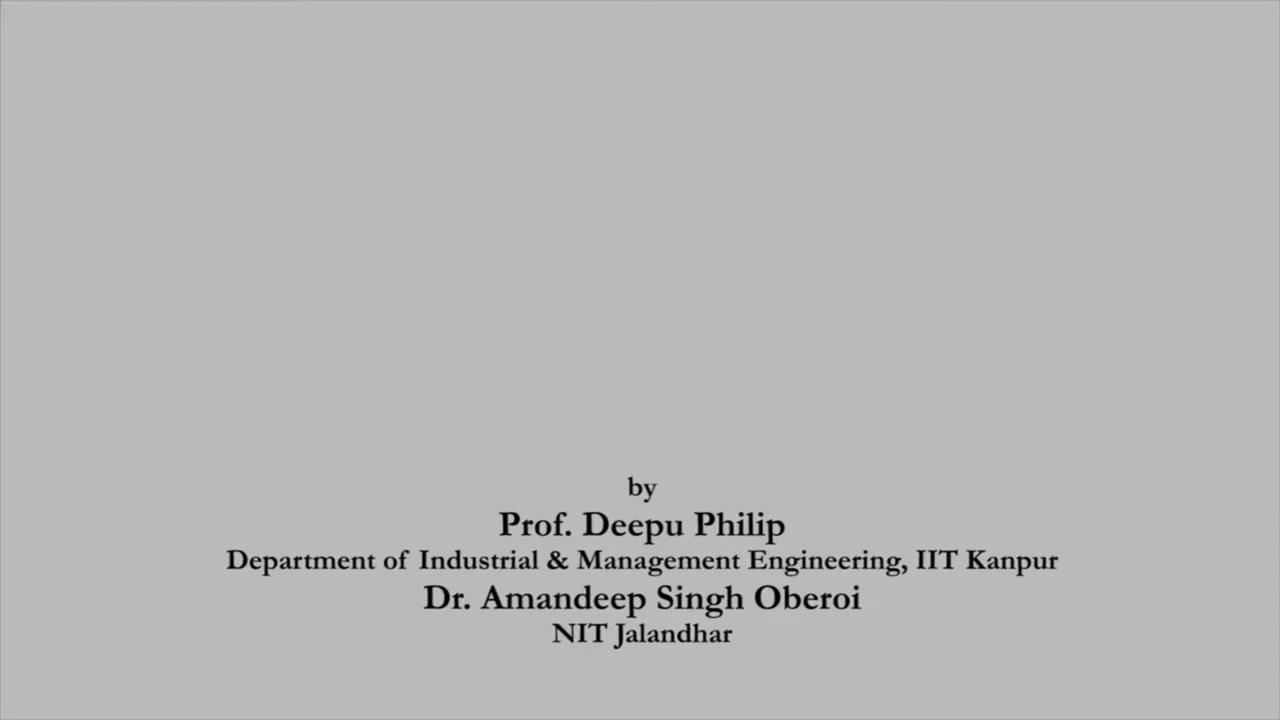 by
Prof. Deepu Philip
Department of Industrial & Management Engineering, IIT Kanpur
Dr. Amandeep Singh Oberoi
NIT Jalandhar